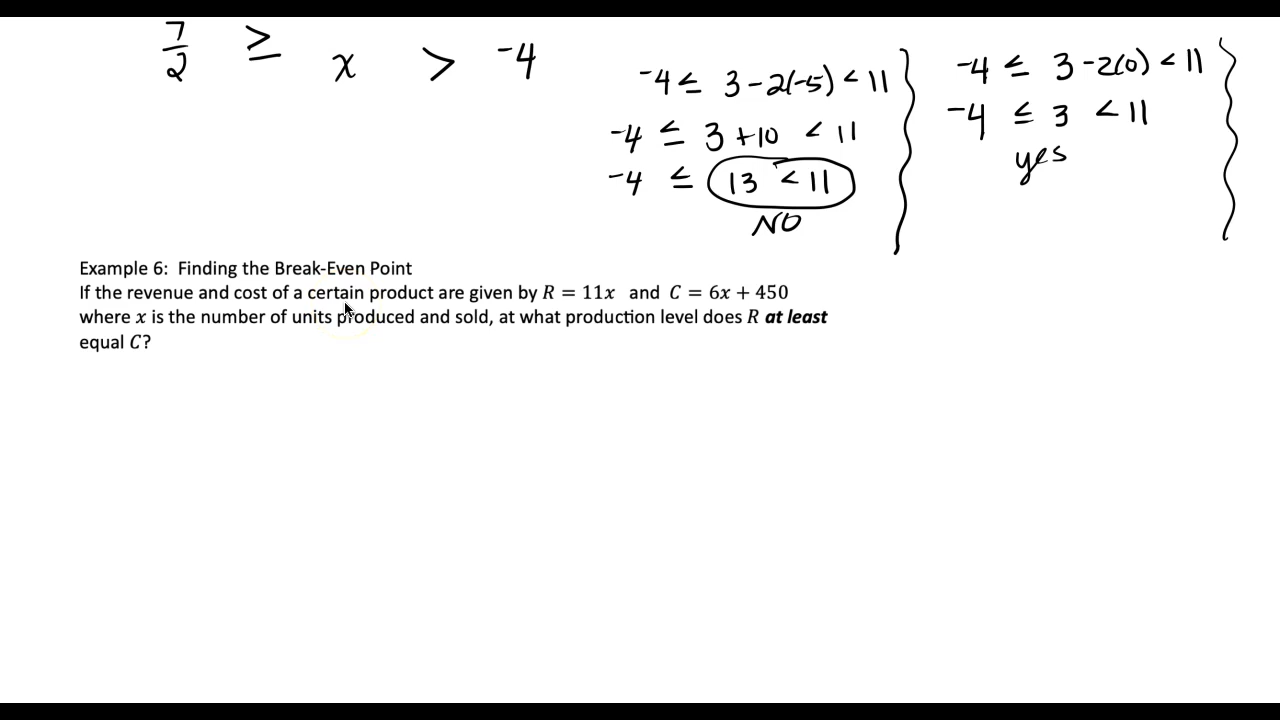 7/2 ≥ x > -4
-4 ≤ 3-2(-5) < 11
-4 ≤ 3+10 < 11
-4 ≤ 13 < 11
NO
-4 ≤ 3-2(0) < 11
-4 ≤ 3 < 11
yes
Example 6: Finding the Break-Even Point
If the revenue and cost of a certain product are given by R = 11x and C = 6x + 450
where x is the number of units produced and sold, at what production level does R at least
equal C?